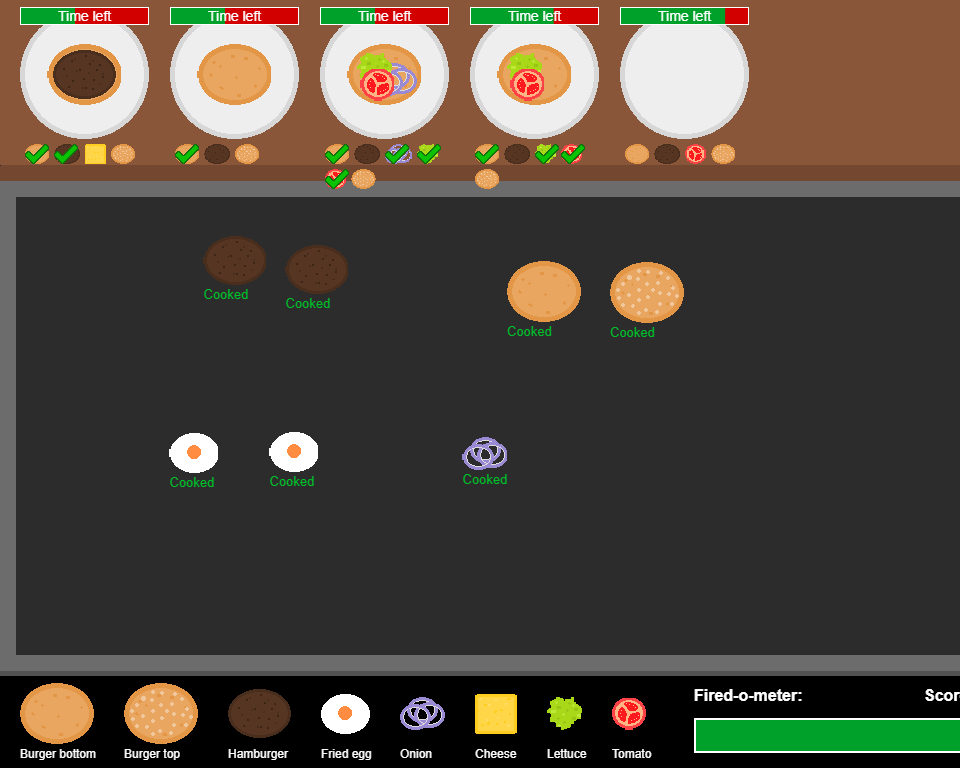 Time left Time left Time left Time left Time left
Cooked Cooked
Cooked Cooked
Cooked Cooked Cooked
Fired-o-meter: Scor
Burger bottom Burger top Hamburger Fried egg Onion Cheese Lettuce Tomato